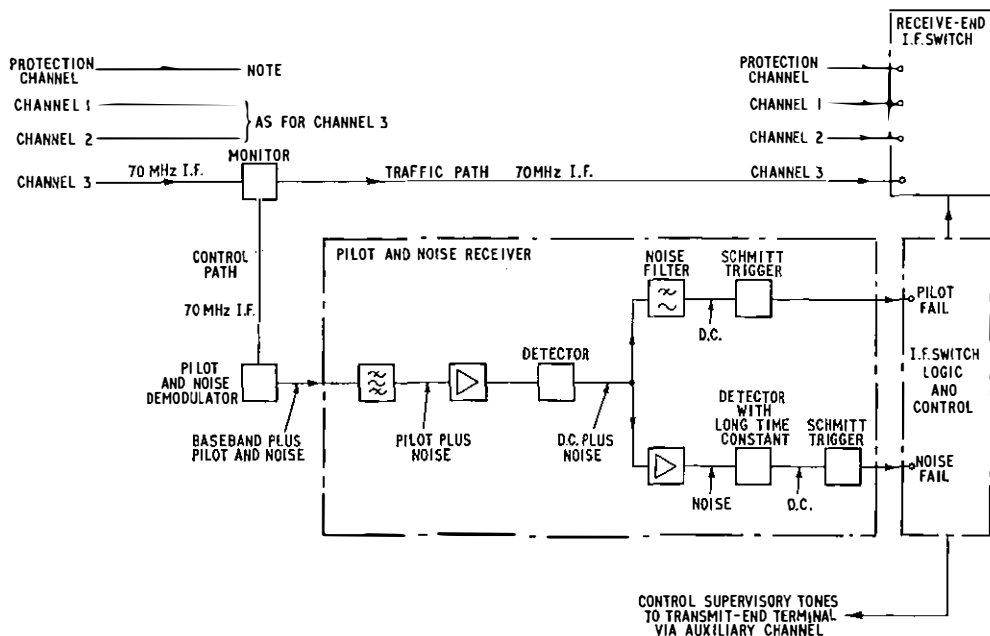 RECEIVE-END
I.F. SWITCH
PROTECTION
CHANNEL
NOTE
PROTECTION
CHANNEL
CHANNEL 1
AS FOR CHANNEL 3
CHANNEL 1
CHANNEL 2
CHANNEL 2
MONITOR
CHANNEL 3
70 MHz I.F.
TRAFFIC PATH 70MHz I.F.
CHANNEL 3
CONTROL
PATH
70MHz I.F.
PILOT AND NOISE RECEIVER
NOISE
FILTER
SCHMITT
TRIGGER
D.C.
PILOT
FAIL
PILOT
AND NOISE
DEMODULATOR
DETECTOR
I.F. SWITCH
LOGIC
AND
CONTROL
BASEBAND PLUS
PILOT AND NOISE
PILOT PLUS
NOISE
D.C. PLUS
NOISE
DETECTOR
WITH
LONG TIME
CONSTANT
SCHMITT
TRIGGER
NOISE
D.C.
NOISE
FAIL
CONTROL SUPERVISORY TONES
TO TRANSMIT-END TERMINAL
VIA AUXILIARY CHANNEL